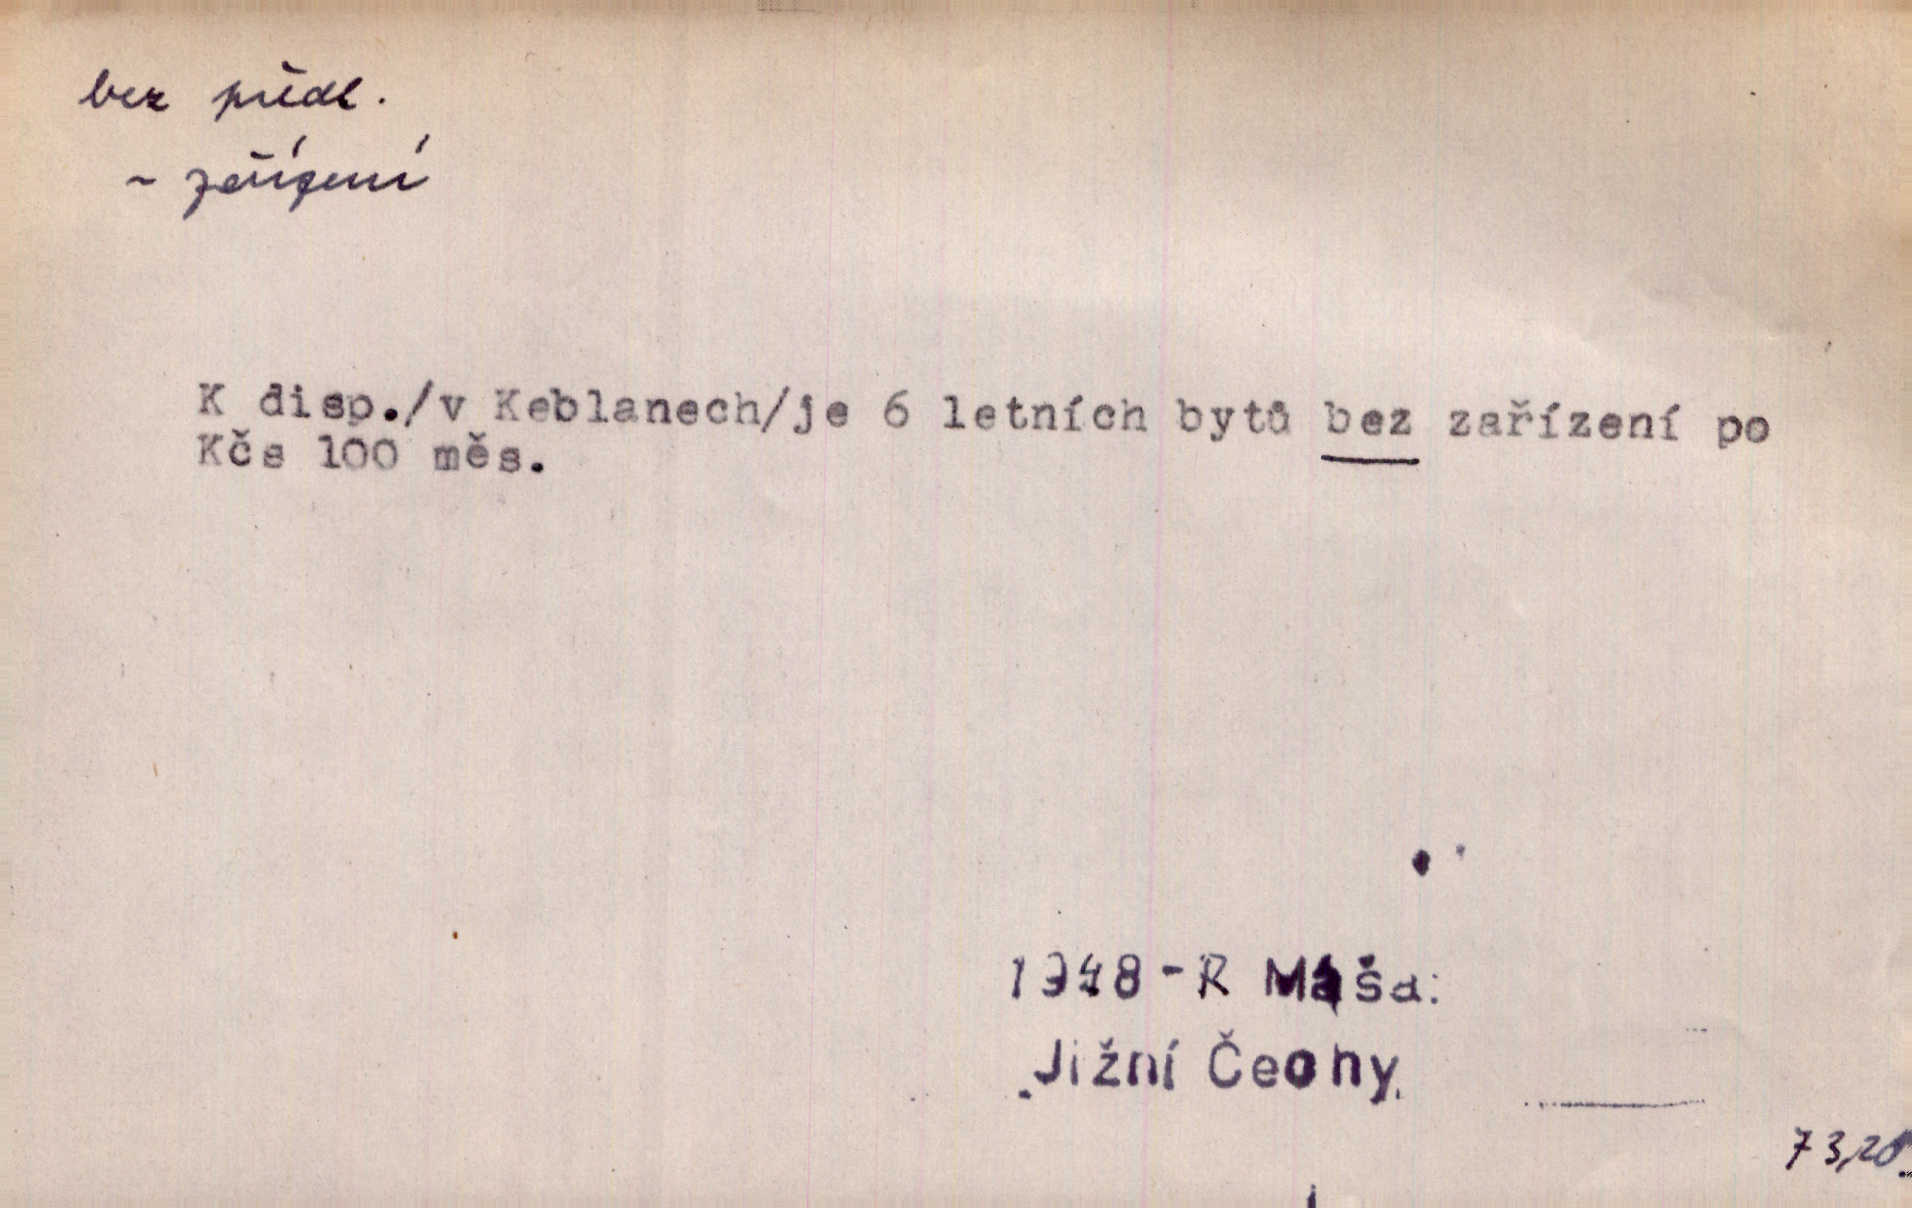 bez předl.
~ zařízení
K disp./v Keblanech/je 6 letních bytů bez zařízení po
Kčs 100 měs.
1948-R Máša:
Jižní Čechy
73,20